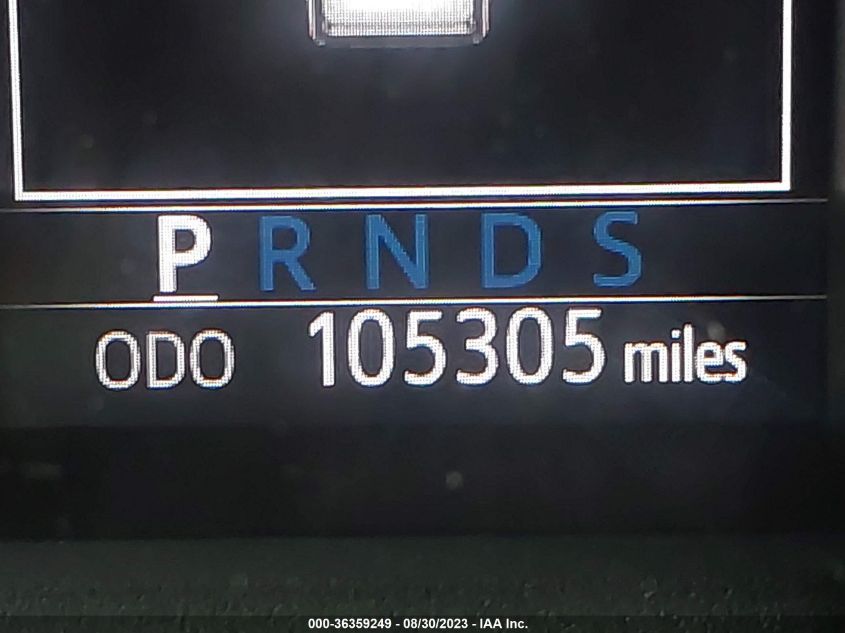 P R N D S
ODO 105305 miles
000-36359249 - 08/30/2023 - IAA Inc.